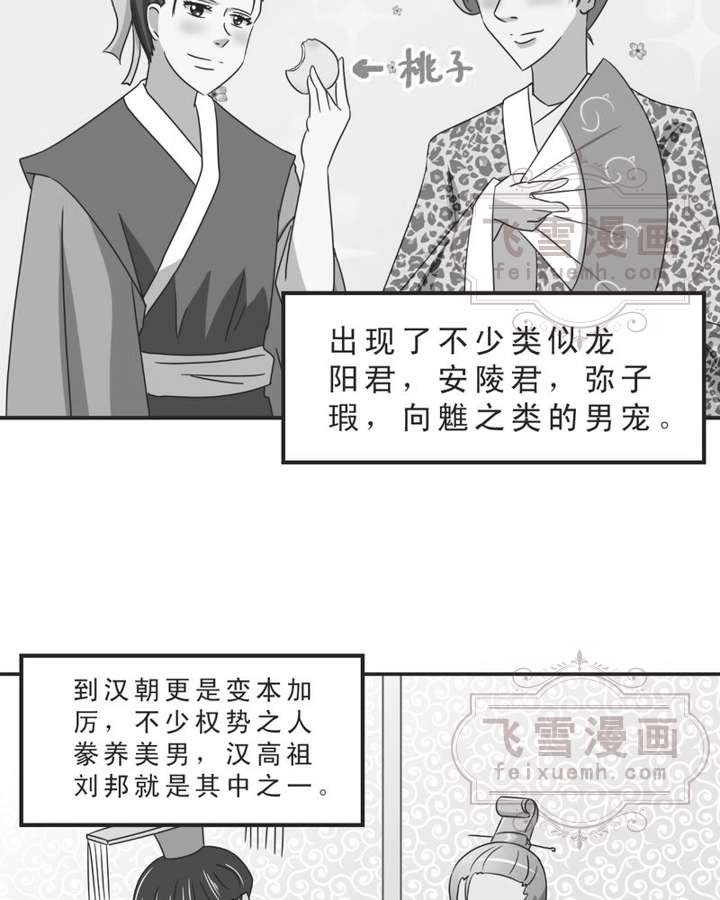 ←桃子
飞雪漫画
feixuemh.com
出现了不少类似龙
阳君，安陵君，弥子
瑕，向魋之类的男宠。
到汉朝更是变本加
厉，不少权势之人
豢养美男，汉高祖
刘邦就是其中之一。
飞雪漫画
feixuemh.com